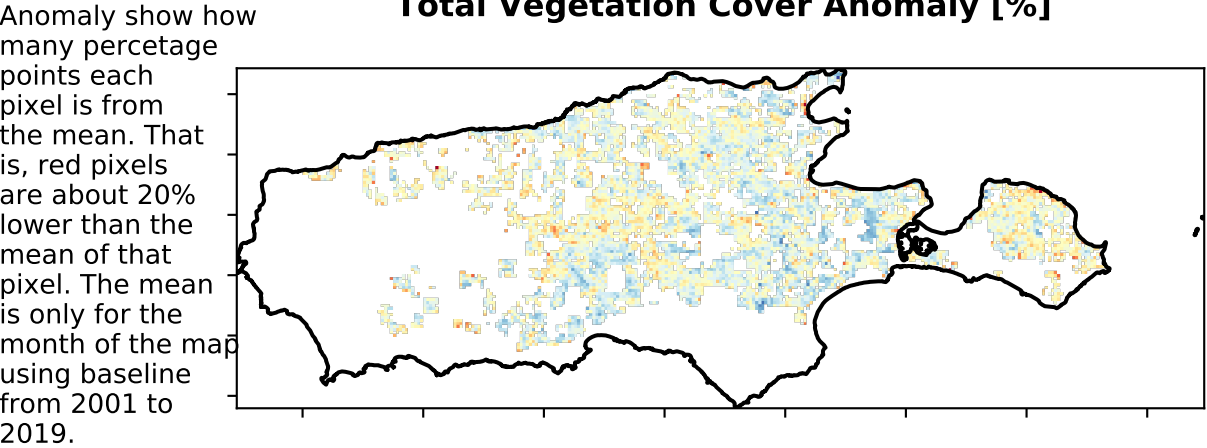 Total Vegetation Cover Anomaly [%]
Anomaly show how
many percetage
points each
pixel is from
the mean. That
is, red pixels
are about 20%
lower than the
mean of that
pixel. The mean
is only for the
month of the map
using baseline
from 2001 to
2019.